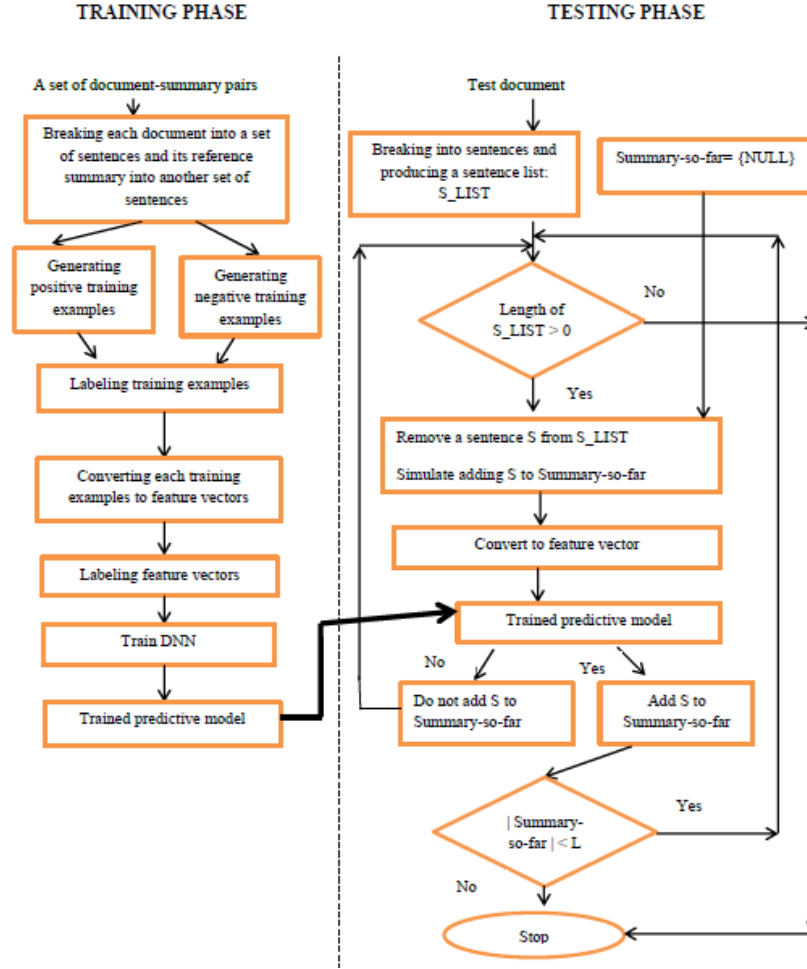 TRAINING PHASE
A set of document-summary pairs
Breaking each document into a set
of sentences and its reference
summary into another set of
sentences
Generating
positive training
examples
Generating
negative training
examples
Labeling training examples
Converting each training
examples to feature vectors
Labeling feature vectors
Train DNN
Trained predictive model
TESTING PHASE
Test document
Breaking into sentences and
producing a sentence list:
S_LIST
Summary-so-far= {NULL}
Length of
S_LIST > 0
No
Yes
Remove a sentence S from S_LIST
Simulate adding S to Summary-so-far
Convert to feature vector
Trained predictive model
No
Yes
Do not add S to
Summary-so-far
Add S to
Summary-so-far
| Summary-
so-far | < L
Yes
No
Stop